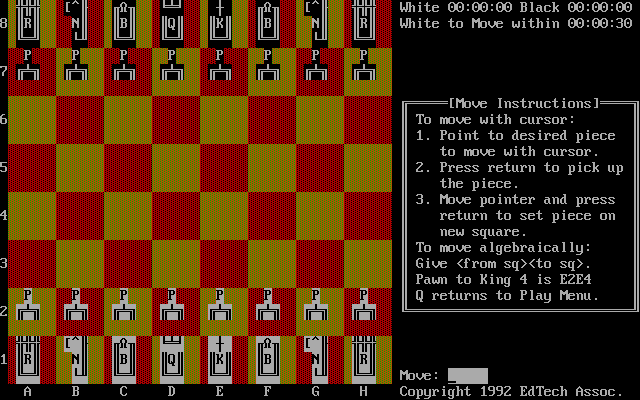 White 00:00:00 Black 00:00:00
White to Move within 00:00:30
8 R N B Q K B N R
7 P P P P P P P P
6
5
4
3
2 P P P P P P P P
1 R N B Q K B N R
A B C D E F G H
[Move Instructions]
To move with cursor:
1. Point to desired piece
to move with cursor.
2. Press return to pick up
the piece.
3. Move pointer and press
return to set piece on
new square.
To move algebraically:
Give <from sq><to sq>.
Pawn to King 4 is E2E4
Q returns to Play Menu.
Move:
Copyright 1992 EdTech Assoc.